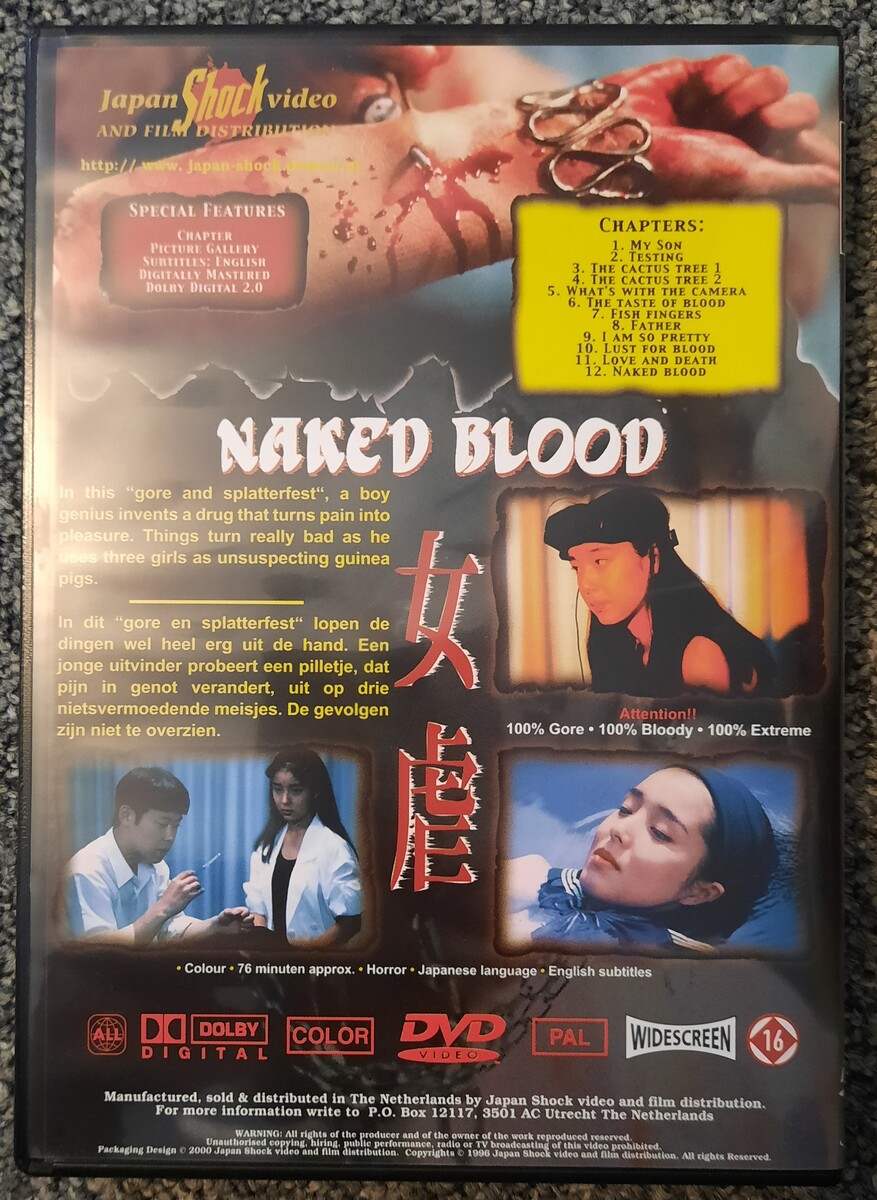 Japan Shock video
AND FILM DISTRIBUTION
http:// www. japan-shock.
SPECIAL FEATURES
CHAPTER
PICTURE GALLERY
SUBTITLES: ENGLISH
DIGITALLY MASTERED
DOLBY DIGITAL 2.0
CHAPTERS:
1. MY SON
2. TESTING
3. THE CACTUS TREE 1
4. THE CACTUS TREE 2
5. WHAT'S WITH THE CAMERA
6. THE TASTE OF BLOOD
7. FISH FINGERS
8. FATHER
9. I AM SO PRETTY
10. LUST FOR BLOOD
11. LOVE AND DEATH
12. NAKED BLOOD
NAKED BLOOD
In this “gore and splatterfest“, a boy
genius invents a drug that turns pain into
pleasure. Things turn really bad as he
uses three girls as unsuspecting guinea
pigs.
In dit “gore en splatterfest“ lopen de
dingen wel heel erg uit de hand. Een
jonge uitvinder probeert een pilletje, dat
pijn in genot verandert, uit op drie
nietsvermoedende meisjes. De gevolgen
zijn niet te overzien.
女
虐
Attention!!
100% Gore • 100% Bloody • 100% Extreme
• Colour • 76 minuten approx. • Horror • Japanese language • English subtitles
ALL
DOLBY
DIGITAL
COLOR
DVD
VIDEO
PAL
WIDESCREEN
16
Manufactured, sold & distributed in The Netherlands by Japan Shock video and film distribution.
For more information write to P.O. Box 12117, 3501 AC Utrecht The Netherlands
WARNING: All rights of the producer and of the owner of the work reproduced reserved.
Unauthorised copying, hiring, public performance, radio or TV broadcasting of this video prohibited.
Packaging Design © 2000 Japan Shock video and film distribution. Copyrights © 1996 Japan Shock video and film distribution. All rights Reserved.